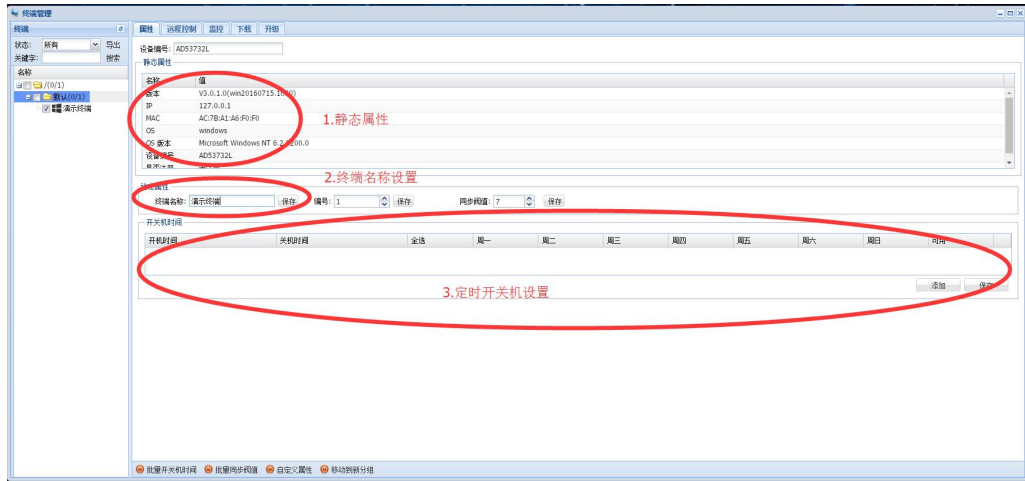 终端管理
终端
属性 远程控制 监控 下载 升级
状态: 所有 导出
关键字: 搜索
名称
/(0/1)
默认(0/1)
演示终端
设备编号: AD53732L
静态属性
名称 值
版本 V3.0.1.0(win20160715.1650)
IP 127.0.0.1
MAC AC:7B:A1:A6:F0:F0
OS windows
OS 版本 Microsoft Windows NT 6.2.9200.0
设备编号 AD53732L
1.静态属性
2.终端名称设置
终端名称: 演示终端 保存 编号: 1 保存 同步阀值: 7 保存
开关机时间
开机时间 关机时间 全选 周一 周二 周三 周四 周五 周六 周日 可用
添加 保存
3.定时开关机设置
批量开关机时间 批量同步阀值 自定义属性 移动到新分组